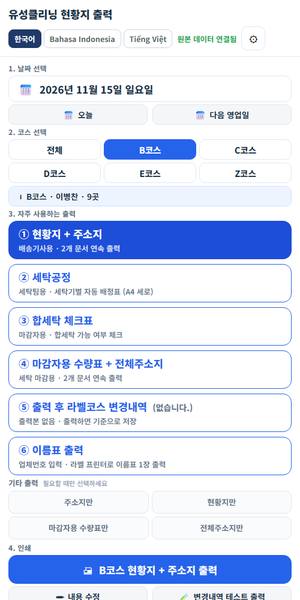 유성클리닝 현황지 출력
한국어 Bahasa Indonesia Tiếng Việt 원본 데이터 연결됨
1. 날짜 선택
2026년 11월 15일 일요일
오늘 다음 영업일
2. 코스 선택
전체 B코스 C코스
D코스 E코스 Z코스
B코스 · 이병찬 · 9곳
3. 자주 사용하는 출력
① 현황지 + 주소지
배송기사용 · 2개 문서 연속 출력
② 세탁공정
세탁팀용 · 세탁기별 자동 배정표 (A4 세로)
③ 합세탁 체크표
마감자용 · 합세탁 가능 여부 체크
④ 마감자용 수량표 + 전체주소지
세탁 마감용 · 2개 문서 연속 출력
⑤ 출력 후 라벨코스 변경내역 (없습니다.)
출력본 없음 · 출력하면 기준으로 저장
⑥ 이름표 출력
업체번호 입력 · 라벨 프린터로 이름표 1장 출력
기타 출력 필요할 때만 선택하세요
주소지만 현황지만
마감자용 수량표만 전체주소지만
4. 인쇄
B코스 현황지 + 주소지 출력
내용 수정 변경내역 테스트 출력